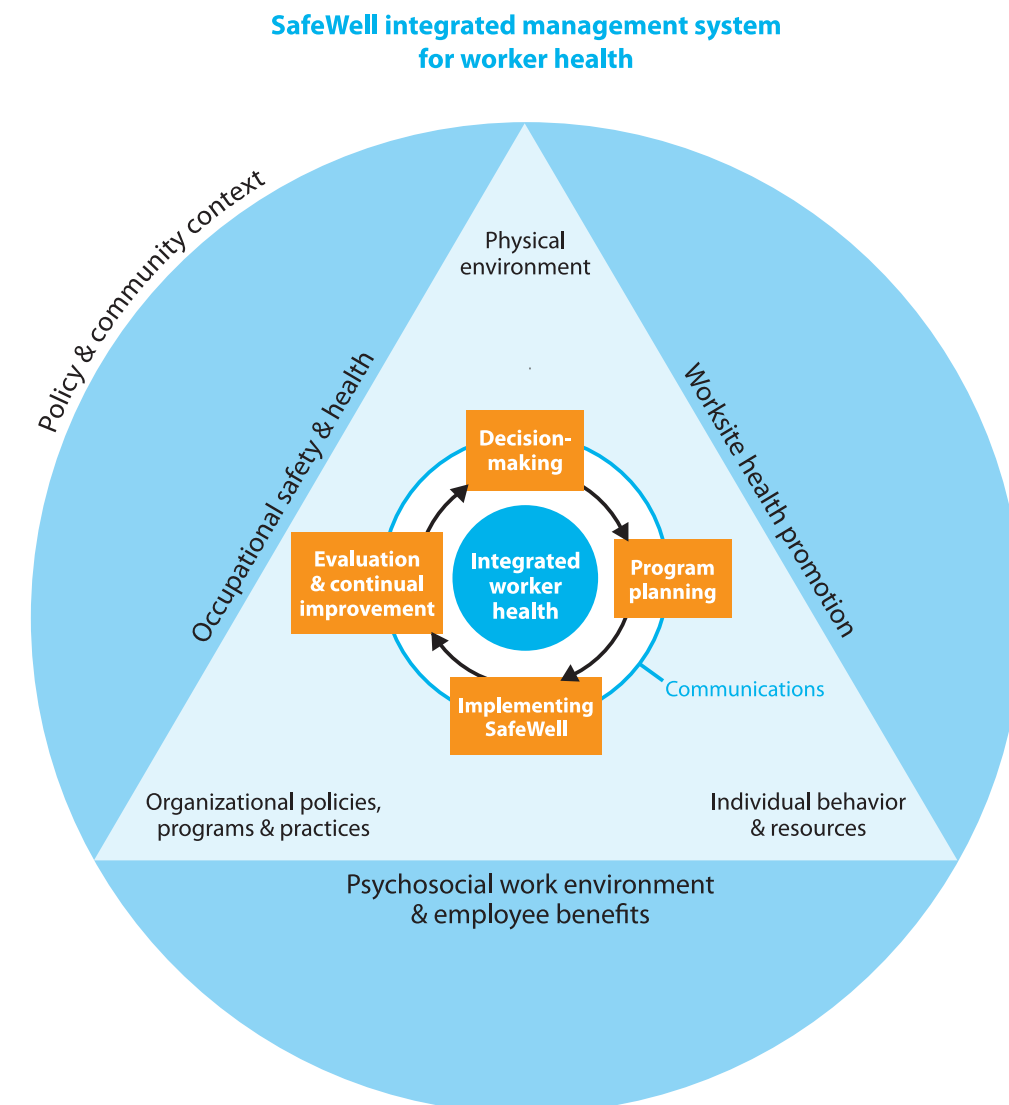 SafeWell integrated management system
for worker health
Policy & community context
Physical
environment
Occupational safety & health
Worksite health promotion
Decision-
making
Evaluation
& continual
improvement
Integrated
worker
health
Program
planning
Communications
Implementing
SafeWell
Organizational policies,
programs & practices
Individual behavior
& resources
Psychosocial work environment
& employee benefits